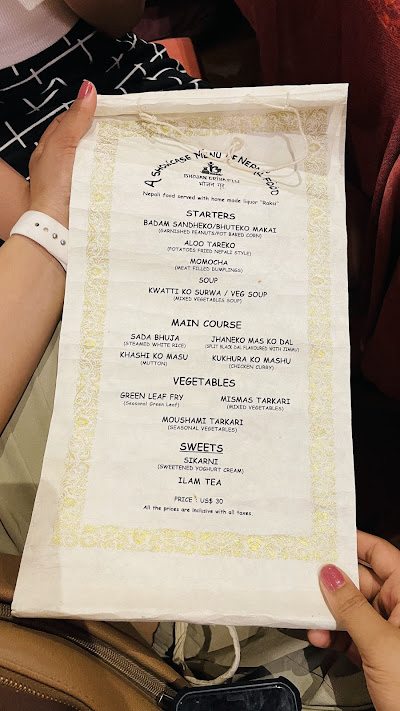 A SHOWCASE MENU OF NEPALI FOOD
BHOJAN GRIHA
भोजन गृह
Nepali food served with home made liquor "Raksi"
STARTERS
BADAM SANDHEKO/BHUTEKO MAKAI
(GARNISHED PEANUTS/POT BAKED CORN)
ALOO TAREKO
(POTATOES FRIED NEPALI STYLE)
MOMOCHA
(MEAT FILLED DUMPLINGS)
SOUP
KWATTI KO SURWA / VEG SOUP
(MIXED VEGETABLES SOUP)
MAIN COURSE
SADA BHUJA JHANEKO MAS KO DAL
(STEAMED WHITE RICE) (SPLIT BLACK DAL FLAVOURED WITH JIMMU)
KHASHI KO MASU KUKHURA KO MASHU
(MUTTON) (CHICKEN CURRY)
VEGETABLES
GREEN LEAF FRY MISMAS TARKARI
(Seasonal Green Leaf) (MIXED VEGETABLES)
MOUSHAMI TARKARI
(SEASONAL VEGETABLES)
SWEETS
SIKARNI
(SWEETENED YOGHURT CREAM)
ILAM TEA
PRICE : US$ 30
All the prices are inclusive with all taxes.